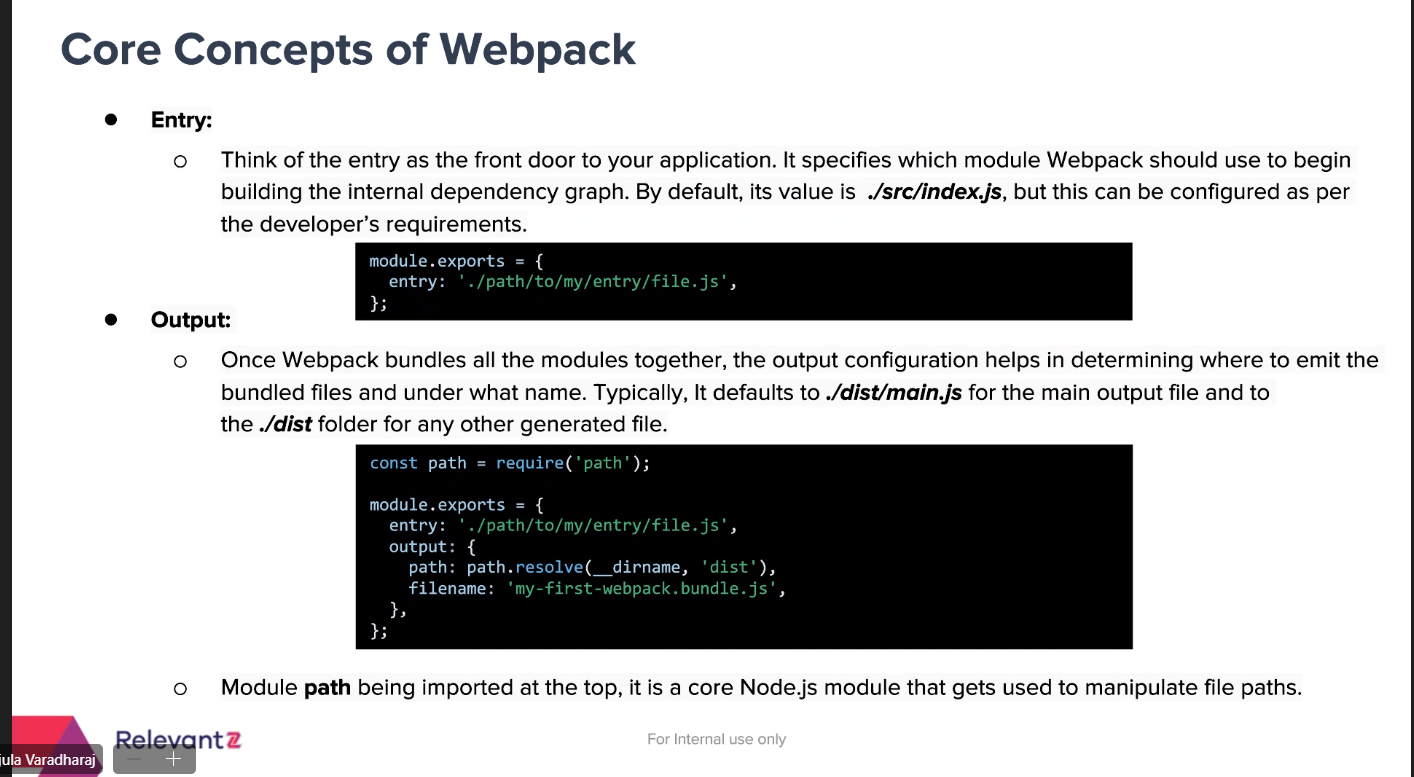 Core Concepts of Webpack
● Entry:
○ Think of the entry as the front door to your application. It specifies which module Webpack should use to begin
building the internal dependency graph. By default, its value is ./src/index.js, but this can be configured as per
the developer’s requirements.
module.exports = {
  entry: './path/to/my/entry/file.js',
};
● Output:
○ Once Webpack bundles all the modules together, the output configuration helps in determining where to emit the
bundled files and under what name. Typically, It defaults to ./dist/main.js for the main output file and to
the ./dist folder for any other generated file.
const path = require('path');
module.exports = {
  entry: './path/to/my/entry/file.js',
  output: {
    path: path.resolve(__dirname, 'dist'),
    filename: 'my-first-webpack.bundle.js',
  },
};
○ Module path being imported at the top, it is a core Node.js module that gets used to manipulate file paths.
RelevantZ
For Internal use only
Varadharaj